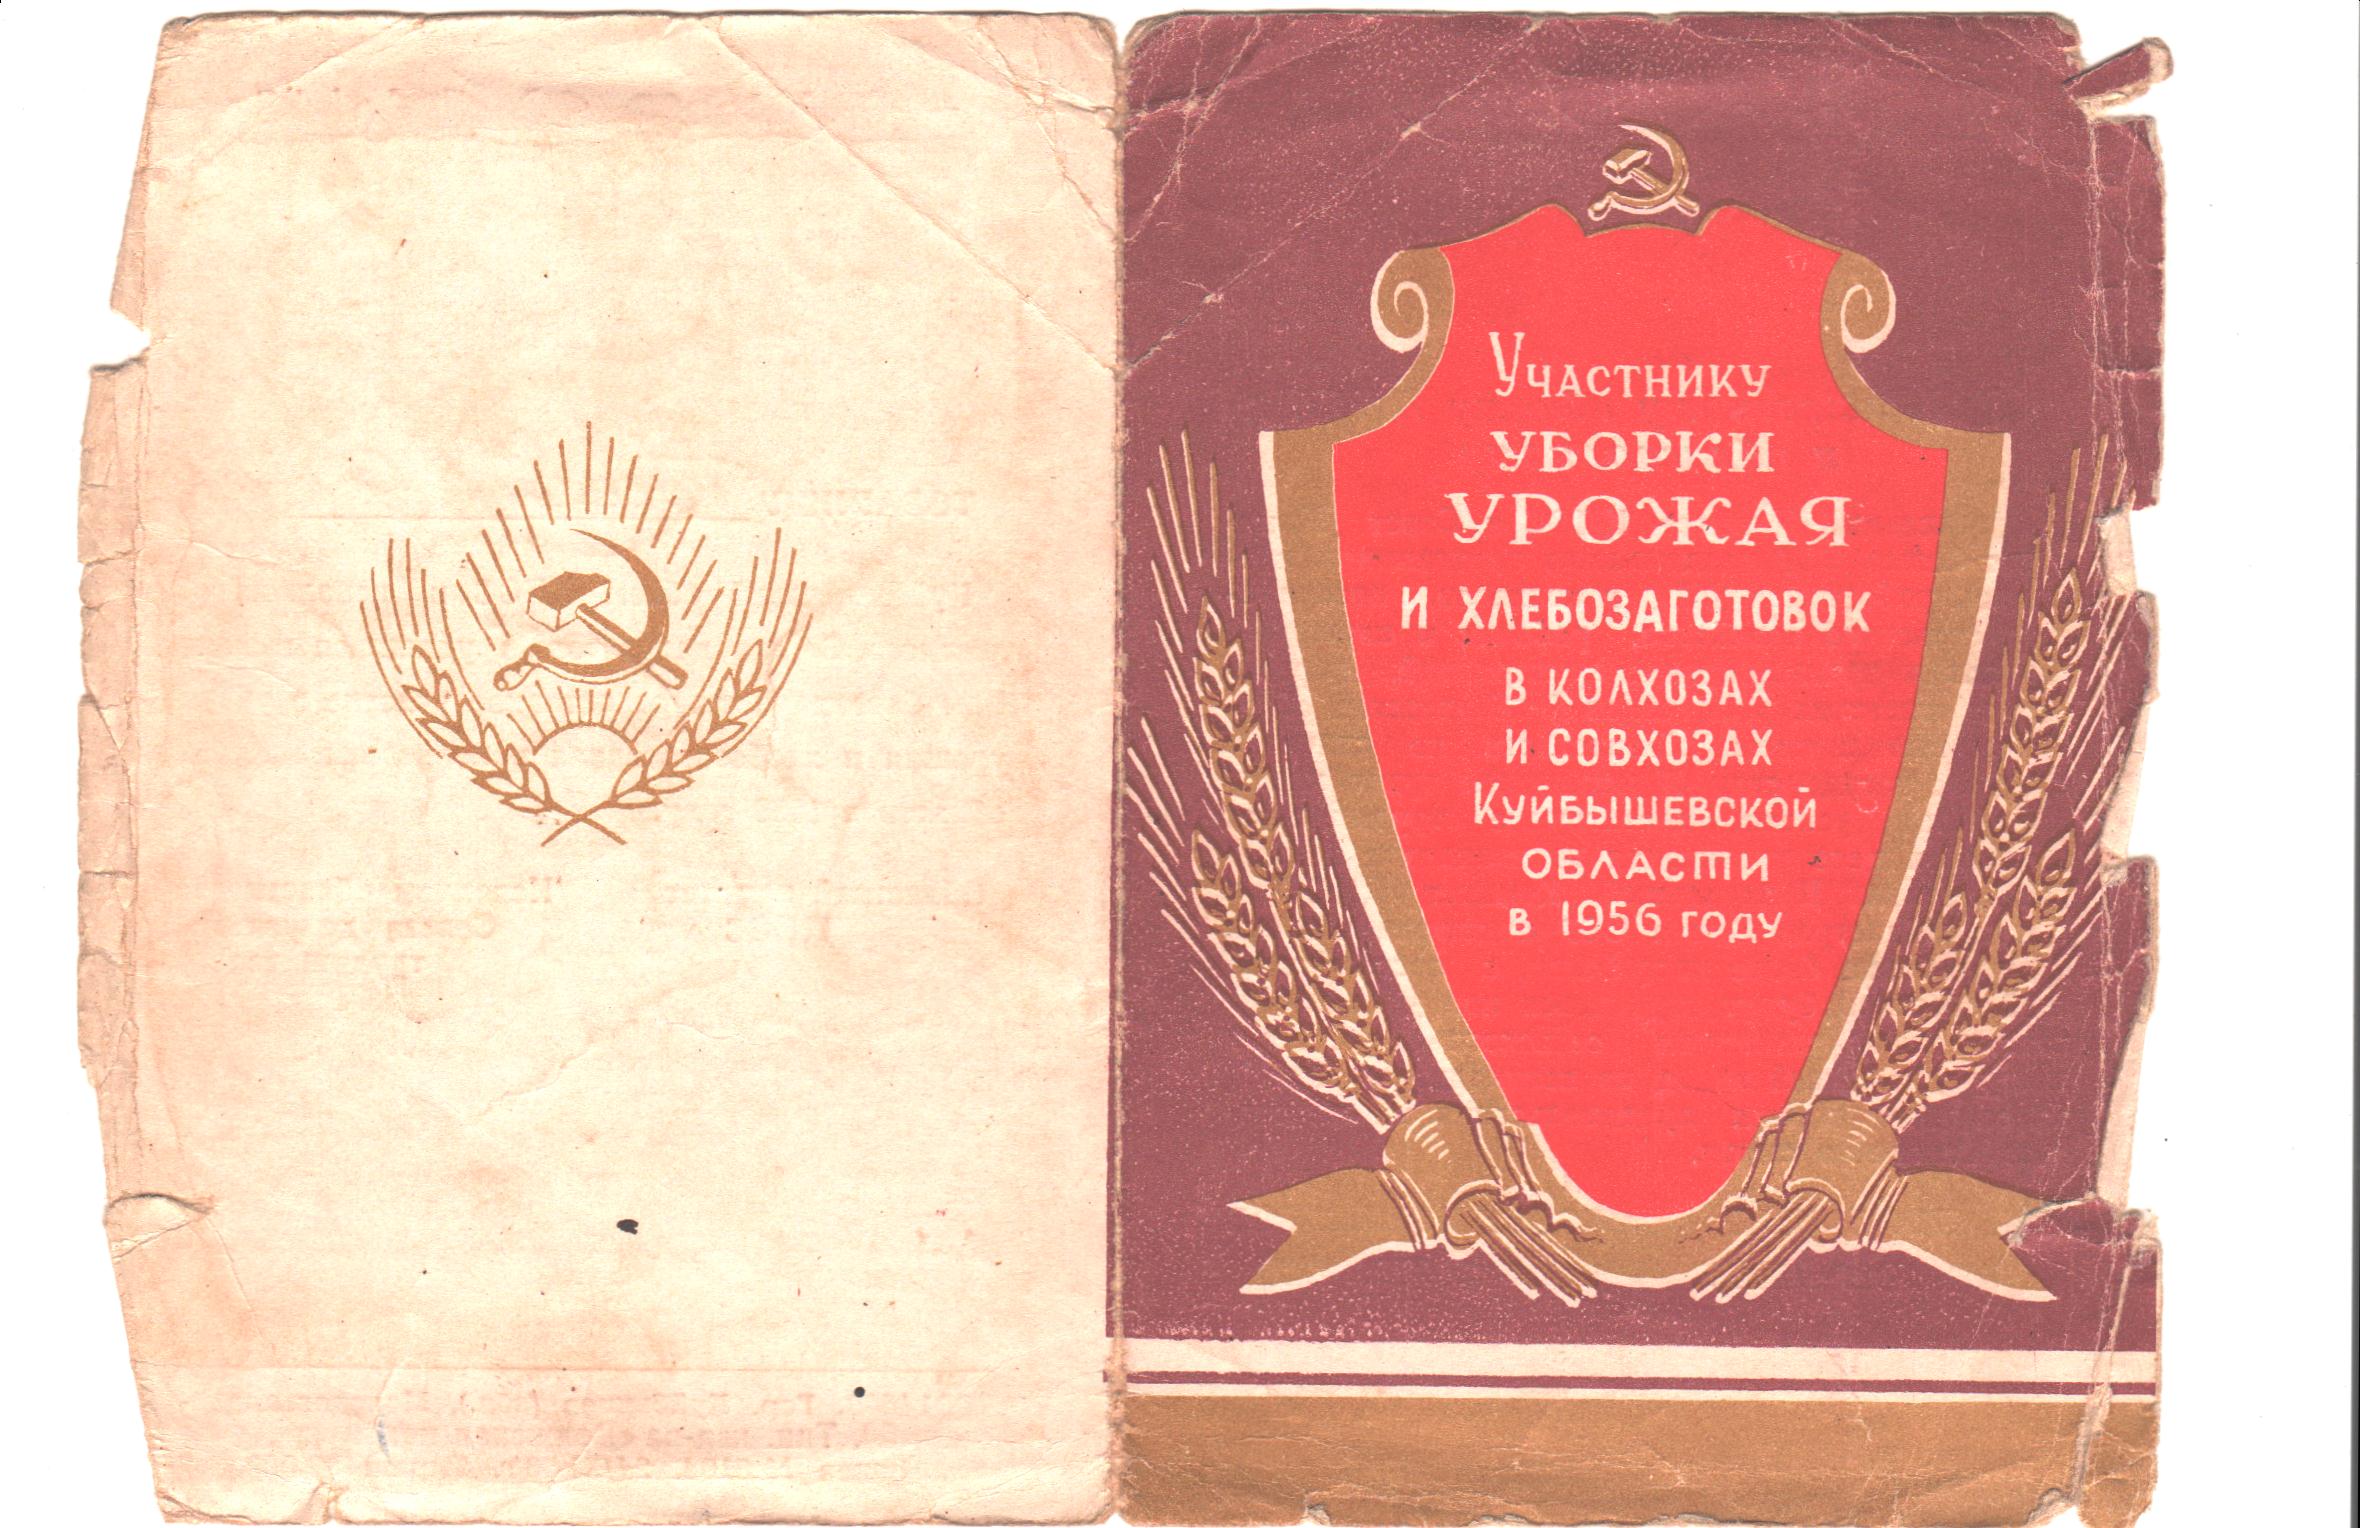 Участнику
уборки
урожая
и хлебозаготовок
в колхозах
и совхозах
Куйбышевской
области
в 1956 году